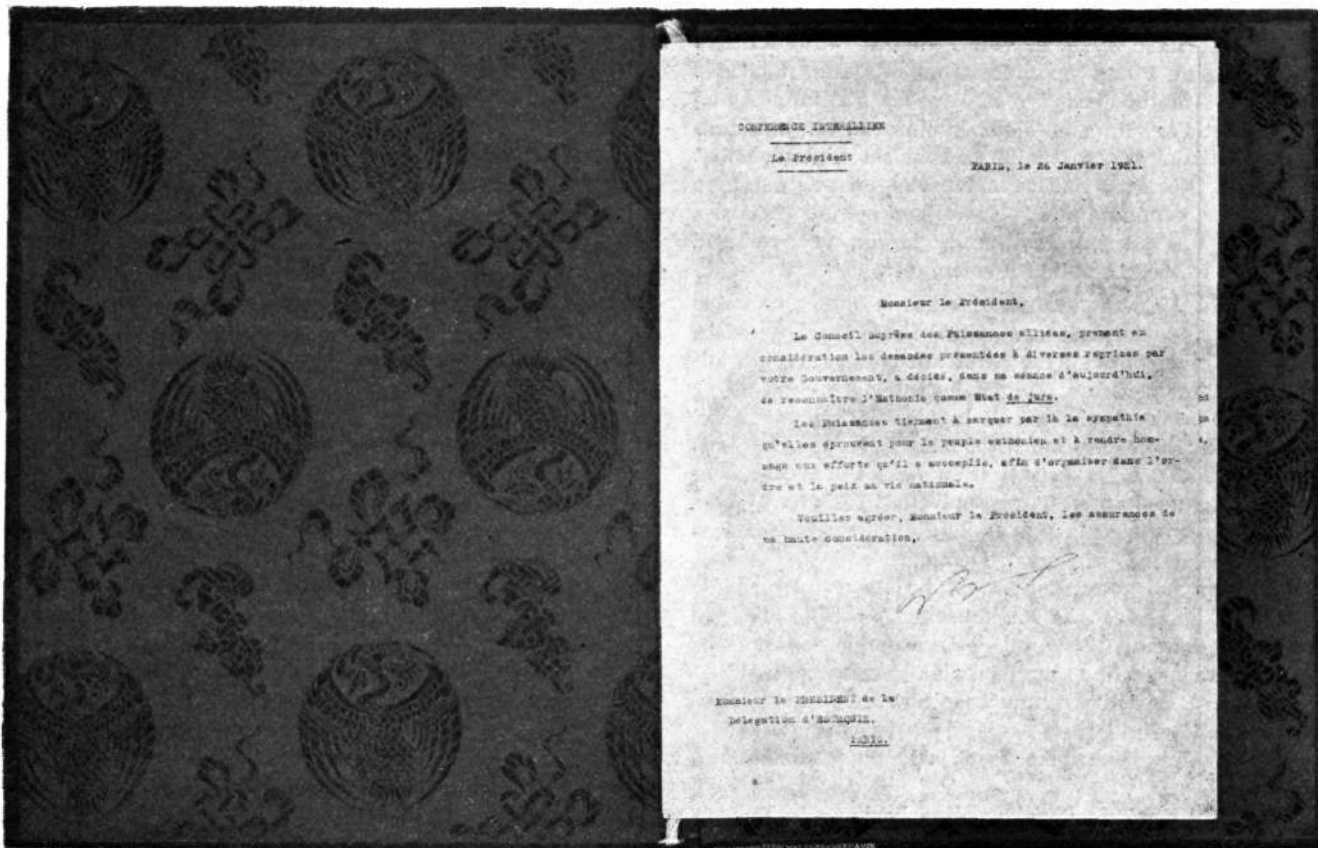 CONFERENCE INTERALLIEE
Le Président
PARIS, le 26 Janvier 1921.
Monsieur le Président,
Le Conseil suprême des Puissances alliées, prenant en
considération les demandes présentées à diverses reprises par
votre Gouvernement, a décidé, dans sa séance d'aujourd'hui,
de reconnaître l'Esthonie comme Etat de jure.
Les Puissances tiennent à marquer par là la sympathie
qu'elles éprouvent pour le peuple esthonien et à rendre hom-
mage aux efforts qu'il a accomplis, afin d'organiser dans l'or-
dre et la paix sa vie nationale.
Veuillez agréer, Monsieur le Président, les assurances de
ma haute considération.
Monsieur le PRESIDENT de la
Délégation d'ESTHONIE.
PARIS.